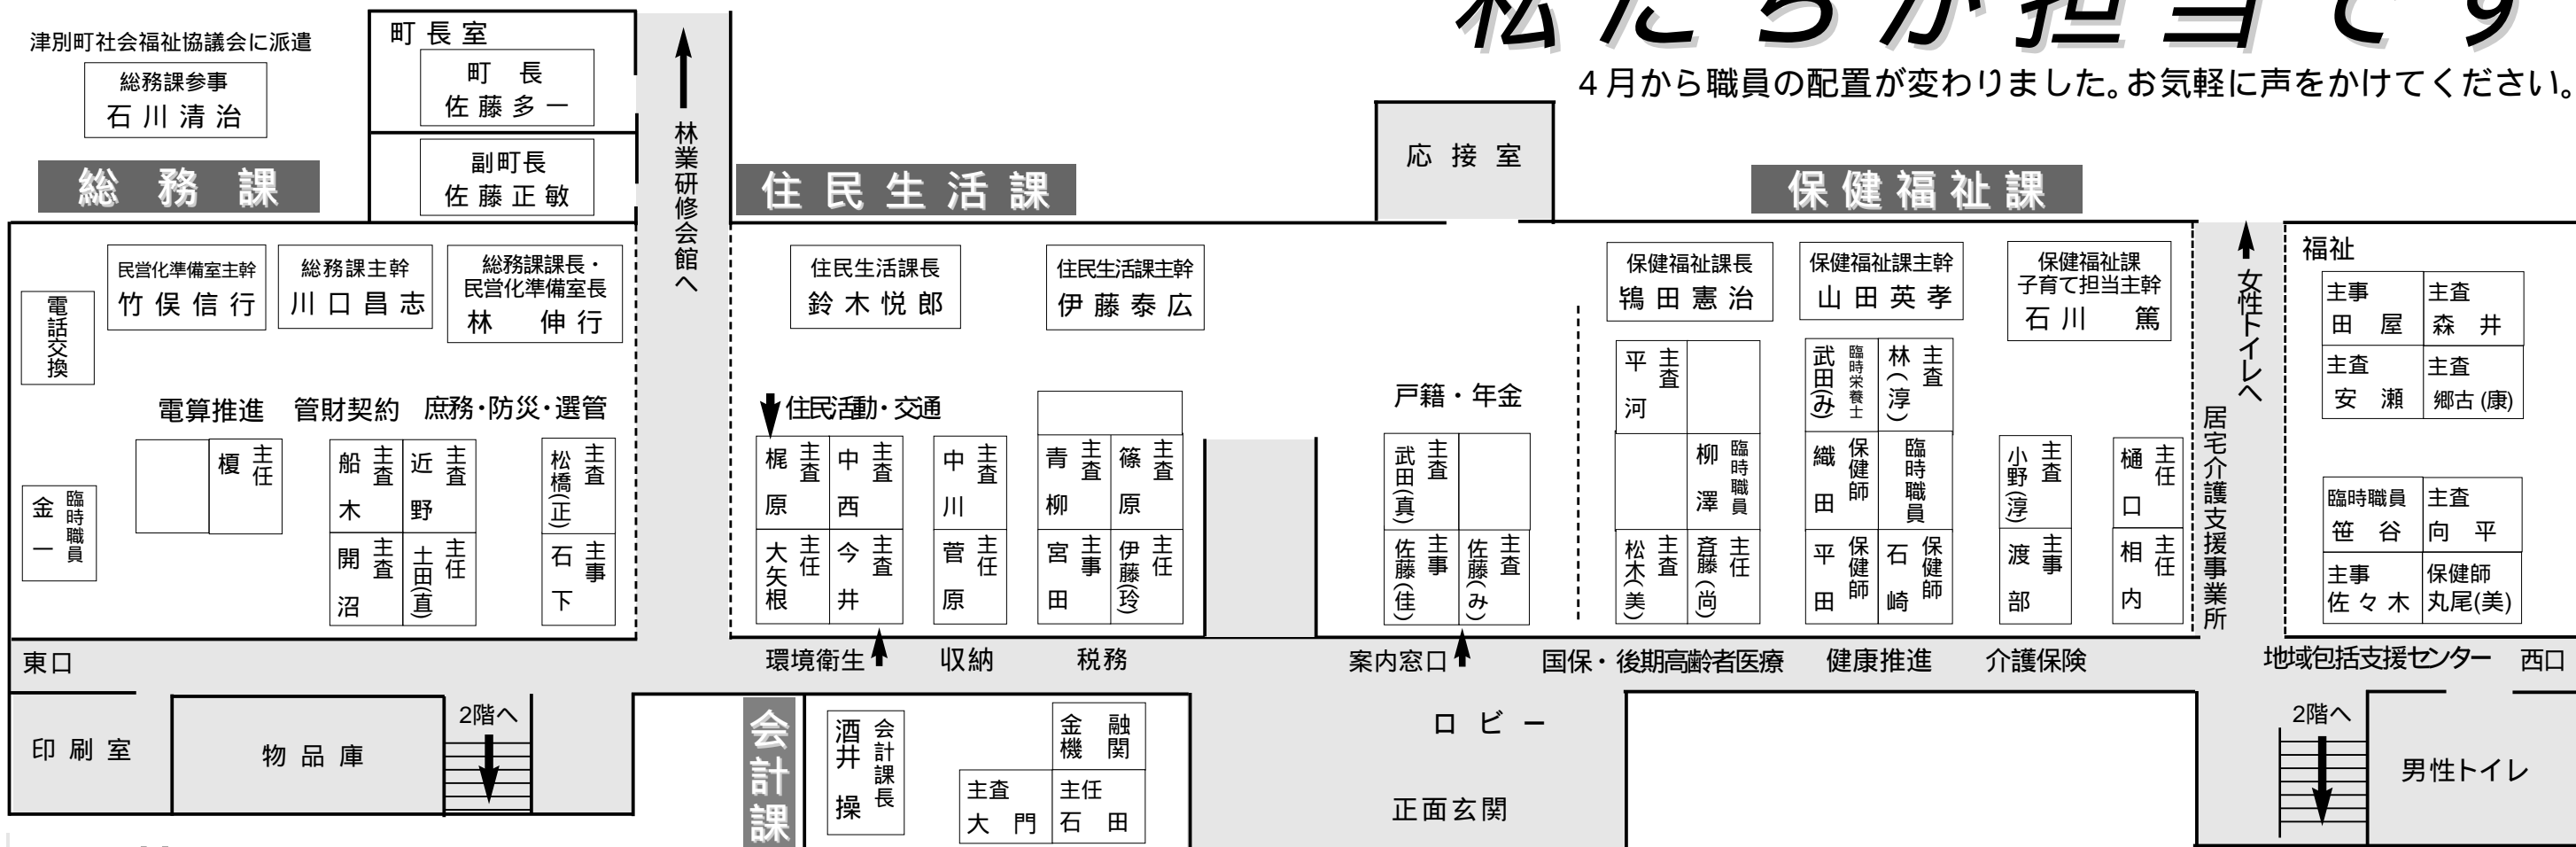 私たちが担当です
４月から職員の配置が変わりました。お気軽に声をかけてください。
津別町社会福祉協議会に派遣
総務課参事
石川清治
町長室
町　長
佐藤多一
副町長
佐藤正敏
林業研修会館へ
応接室
総務課
住民生活課
保健福祉課
民営化準備室主幹
竹俣信行
総務課主幹
川口昌志
総務課課長・
民営化準備室長
林　伸行
電話交換
電算推進
管財契約
庶務・防災・選管
主任
榎
主査
船木
主査
近野
主査
松橋(正)
臨時職員
金一
主査
開沼
主任
土田(直)
主事
石下
住民生活課長
鈴木悦郎
住民生活課主幹
伊藤泰広
住民活動・交通
主査
梶原
主査
中西
主査
中川
主査
青柳
主査
篠原
主任
大矢根
主査
今井
主任
菅原
主事
宮田
主任
伊藤(玲)
戸籍・年金
主査
武田(真)
主事
佐藤(佳)
主査
佐藤(み)
保健福祉課長
鴇田憲治
保健福祉課主幹
山田英孝
保健福祉課
子育て担当主幹
石川　篤
主査
平河
臨時栄養士
武田(み)
主査
林(淳)
臨時職員
柳澤
保健師
織田
臨時職員
主査
小野(淳)
主任
樋口
主査
松木(美)
主任
斉藤(尚)
保健師
平田
保健師
石崎
主事
渡部
主任
相内
女性トイレへ
居宅介護支援事業所
福祉
主事
田屋
主査
森井
主査
安瀬
主査
郷古(康)
臨時職員
笹谷
主査
向平
主事
佐々木
保健師
丸尾(美)
東口
環境衛生
収納
税務
案内窓口
国保・後期高齢者医療
健康推進
介護保険
地域包括支援センター
西口
印刷室
物品庫
2階へ
会計課
会計課長
酒井　操
金融機関
主査
大門
主任
石田
ロビー
正面玄関
2階へ
男性トイレ